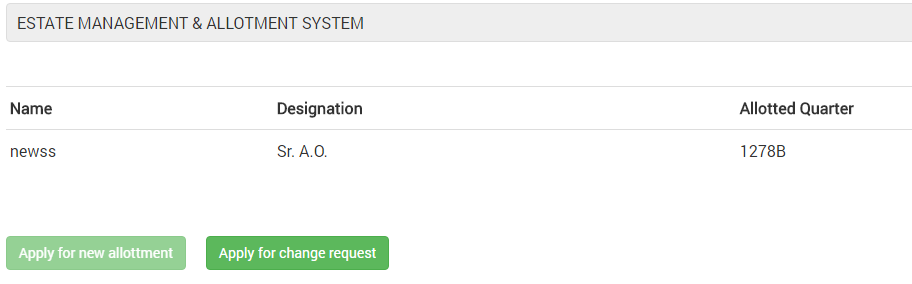 ESTATE MANAGEMENT & ALLOTMENT SYSTEM
Name Designation Allotted Quarter
newss Sr. A.O. 1278B
Apply for new allottment Apply for change request